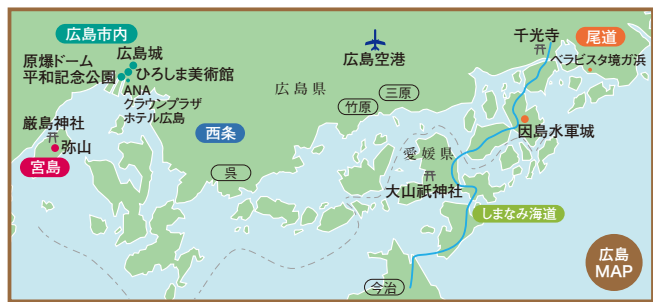 広島市内
広島城
原爆ドーム
平和記念公園
ひろしま美術館
ANA
クラウンプラザ
ホテル広島
厳島神社
弥山
宮島
西条
呉
広島県
竹原
三原
広島空港
千光寺
尾道
ベラビスタ境ガ浜
因島水軍城
愛媛県
大山祇神社
しまなみ海道
今治
広島
MAP